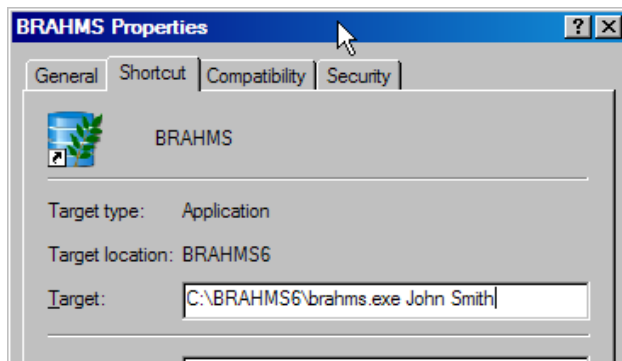 BRAHMS Properties
General Shortcut Compatibility Security
BRAHMS
Target type: Application
Target location: BRAHMS6
Target: C:\BRAHMS6\brahms.exe John Smith